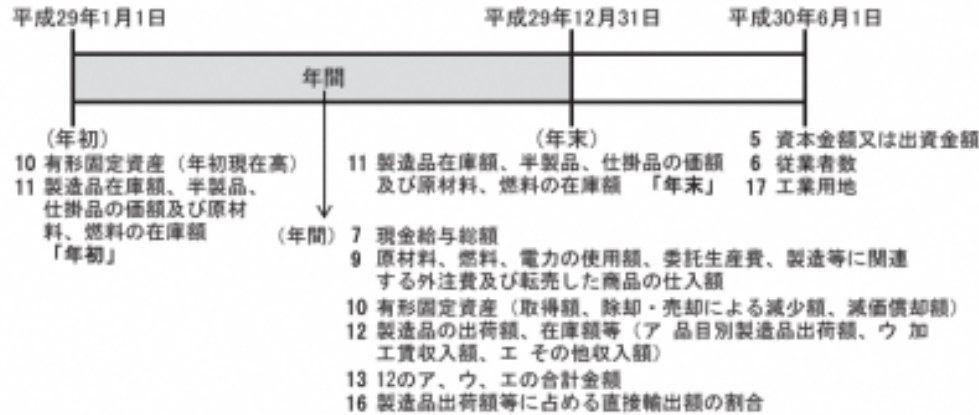 平成29年1月1日 平成29年12月31日 平成30年6月1日
年間
(年初)
10 有形固定資産(年初現在高)
11 製造品在庫額、半製品、
仕掛品の価額及び原材
料、燃料の在庫額
「年初」
(年末)
11 製造品在庫額、半製品、仕掛品の価額
及び原材料、燃料の在庫額 「年末」
5 資本金額又は出資金額
6 従業者数
17 工業用地
(年間) 7 現金給与総額
9 原材料、燃料、電力の使用額、委託生産費、製造等に関連
する外注費及び転売した商品の仕入額
10 有形固定資産(取得額、除却・売却による減少額、減価償却額)
12 製造品の出荷額、在庫額等(ア 品目別製造品出荷額、ウ 加
工賃収入額、エ その他収入額)
13 12のア、ウ、エの合計金額
16 製造品出荷額等に占める直接輸出額の割合